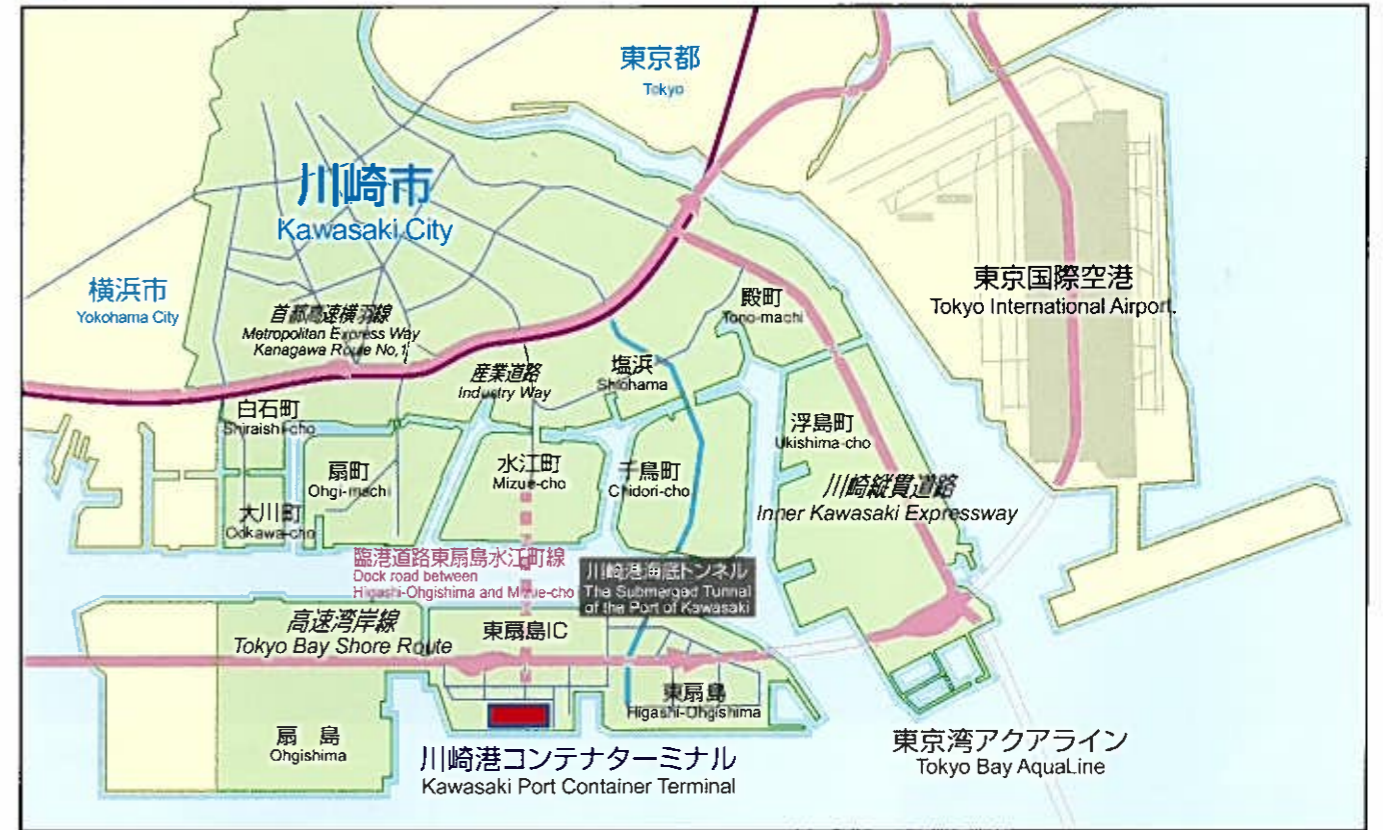 東京都
Tokyo
川崎市
Kawasaki City
横浜市
Yokohama City
東京国際空港
Tokyo International Airport.
殿町
Tono-machi
首都高速横羽線
Metropolitan Express Way
Kanagawa Route No,1
産業道路
Industry Way
塩浜
Shiohama
白石町
Shiraishi-cho
浮島町
Ukishima-cho
扇町
Ohgi-machi
水江町
Mizue-cho
千鳥町
Chidori-cho
川崎縦貫道路
Inner Kawasaki Expressway
大川町
Ookawa-cho
臨港道路東扇島水江町線
Dock road between
Higashi-Ohgishima and Mizue-cho
川崎港海底トンネル
The Submerged Tunnel
of the Port of Kawasaki
高速湾岸線
Tokyo Bay Shore Route
東扇島IC
東扇島
Higashi-Ohgishima
扇 島
Ohgishima
川崎港コンテナターミナル
Kawasaki Port Container Terminal
東京湾アクアライン
Tokyo Bay AquaLine